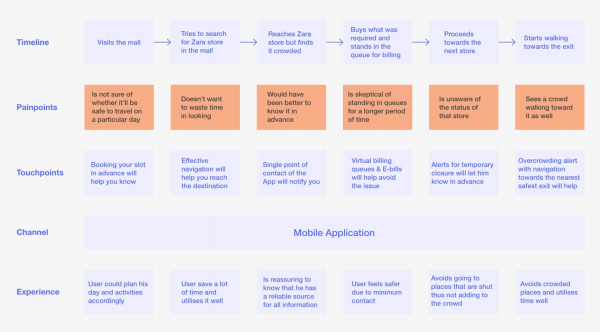 Timeline
Visits the mall
Tries to search
for Zara store
in the mall
Reaches Zara
store but finds
it crowded
Buys what was
required and
stands in the
queue for billing
Proceeds
towards the
next store
Starts walking
towards the exit
Painpoints
Is not sure of
whether it'll be
safe to travel on
a particular day
Doesn't want
to waste time
in looking
Would have
been better to
know it in
advance
Is skeptical of
standing in queues
for a longer period
of time
Is unaware of
the status of
that store
Sees a crowd
walking toward
it as well
Touchpoints
Booking your slot
in advance will
help you know
Effective
navigation will
help you reach
the destination
Single point of
contact of the
App will notify you
Virtual billing
queues & E-bills
will help avoid
the issue
Alerts for temporary
closure will let him
know in advance
Overcrowding alert
with navigation
towards the nearest
safest exit will help
Channel
Mobile Application
Experience
User could plan his
day and activities
accordingly
User save a lot
of time and
utilises it well
Is reassuring to
know that he has
a reliable source
for all information
User feels safer
due to minimum
contact
Avoids going to
places that are shut
thus not adding to
the crowd
Avoids crowded
places and utilises
time well